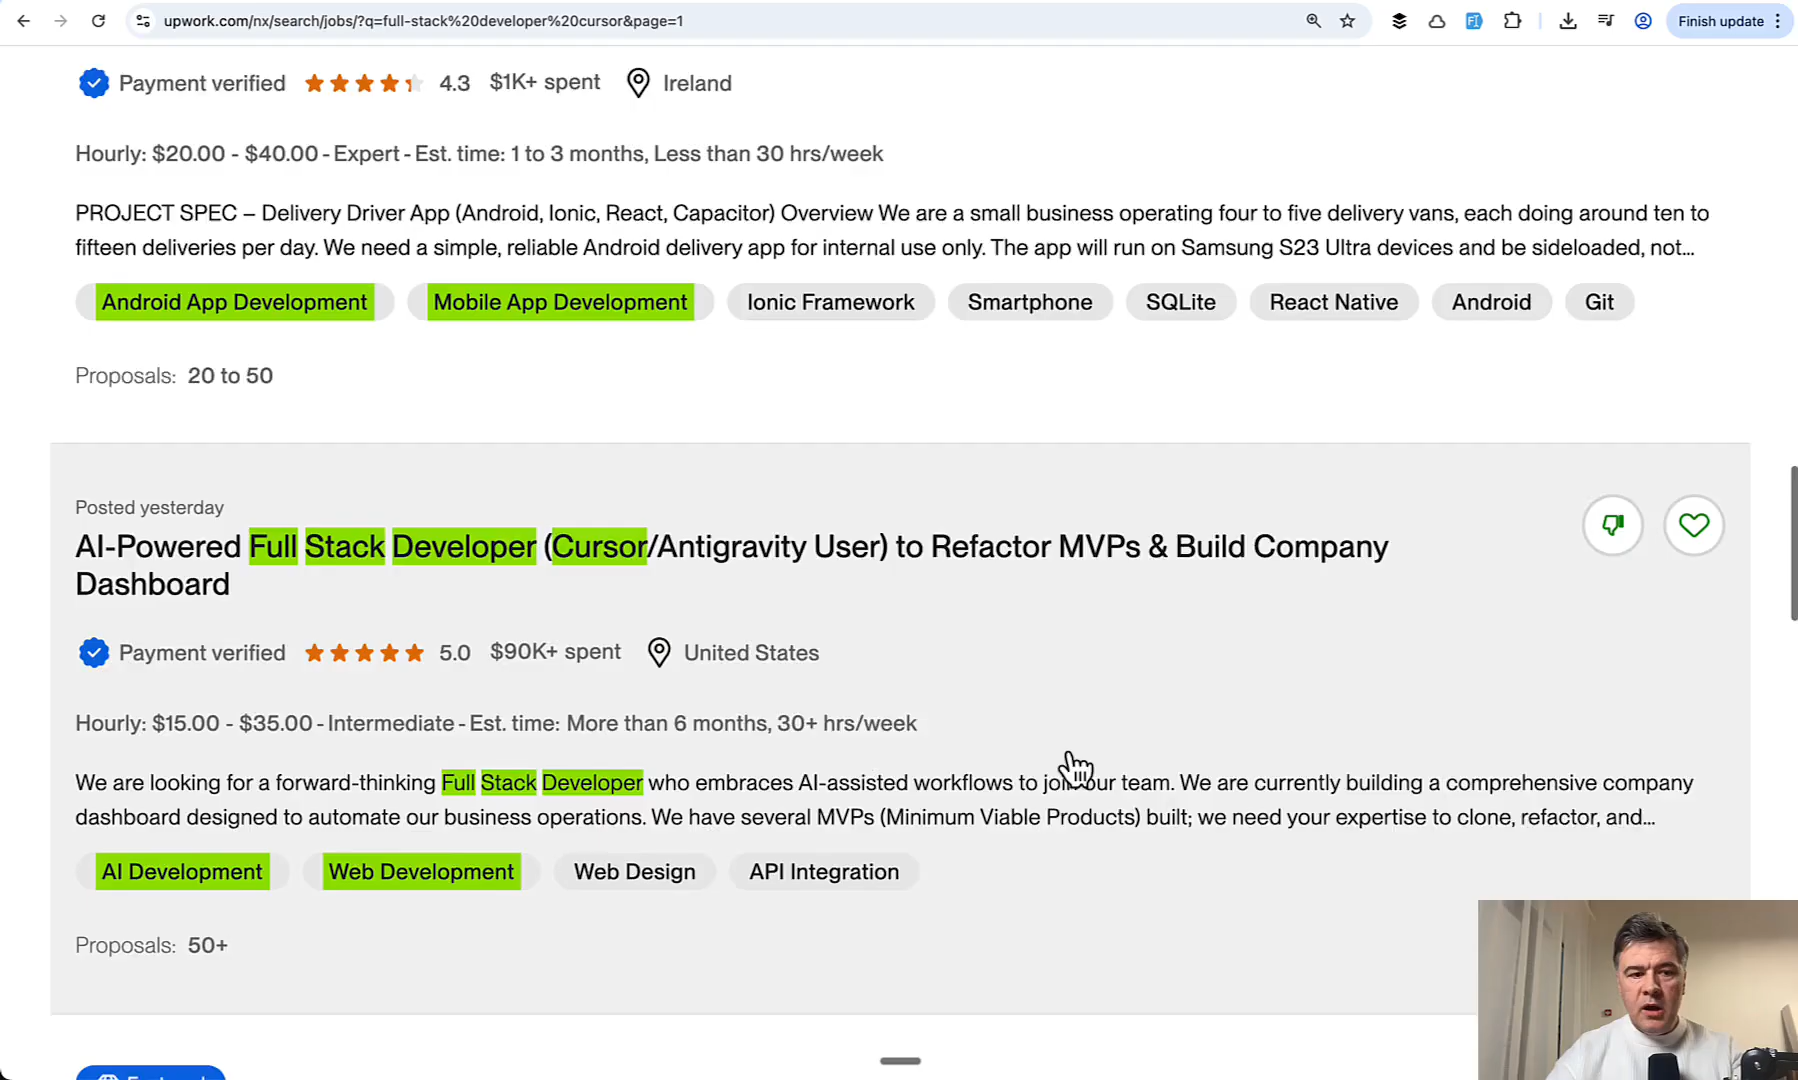 upwork.com/nx/search/jobs/?q=full-stack%20developer%20cursor&page=1
Finish update
Payment verified 4.3 $1K+ spent Ireland
Hourly: $20.00 - $40.00 - Expert - Est. time: 1 to 3 months, Less than 30 hrs/week
PROJECT SPEC – Delivery Driver App (Android, Ionic, React, Capacitor) Overview We are a small business operating four to five delivery vans, each doing around ten to
fifteen deliveries per day. We need a simple, reliable Android delivery app for internal use only. The app will run on Samsung S23 Ultra devices and be sideloaded, not...
Android App Development Mobile App Development Ionic Framework Smartphone SQLite React Native Android Git
Proposals: 20 to 50
Posted yesterday
AI-Powered Full Stack Developer (Cursor/Antigravity User) to Refactor MVPs & Build Company
Dashboard
Payment verified 5.0 $90K+ spent United States
Hourly: $15.00 - $35.00 - Intermediate - Est. time: More than 6 months, 30+ hrs/week
We are looking for a forward-thinking Full Stack Developer who embraces AI-assisted workflows to join our team. We are currently building a comprehensive company
dashboard designed to automate our business operations. We have several MVPs (Minimum Viable Products) built; we need your expertise to clone, refactor, and...
AI Development Web Development Web Design API Integration
Proposals: 50+